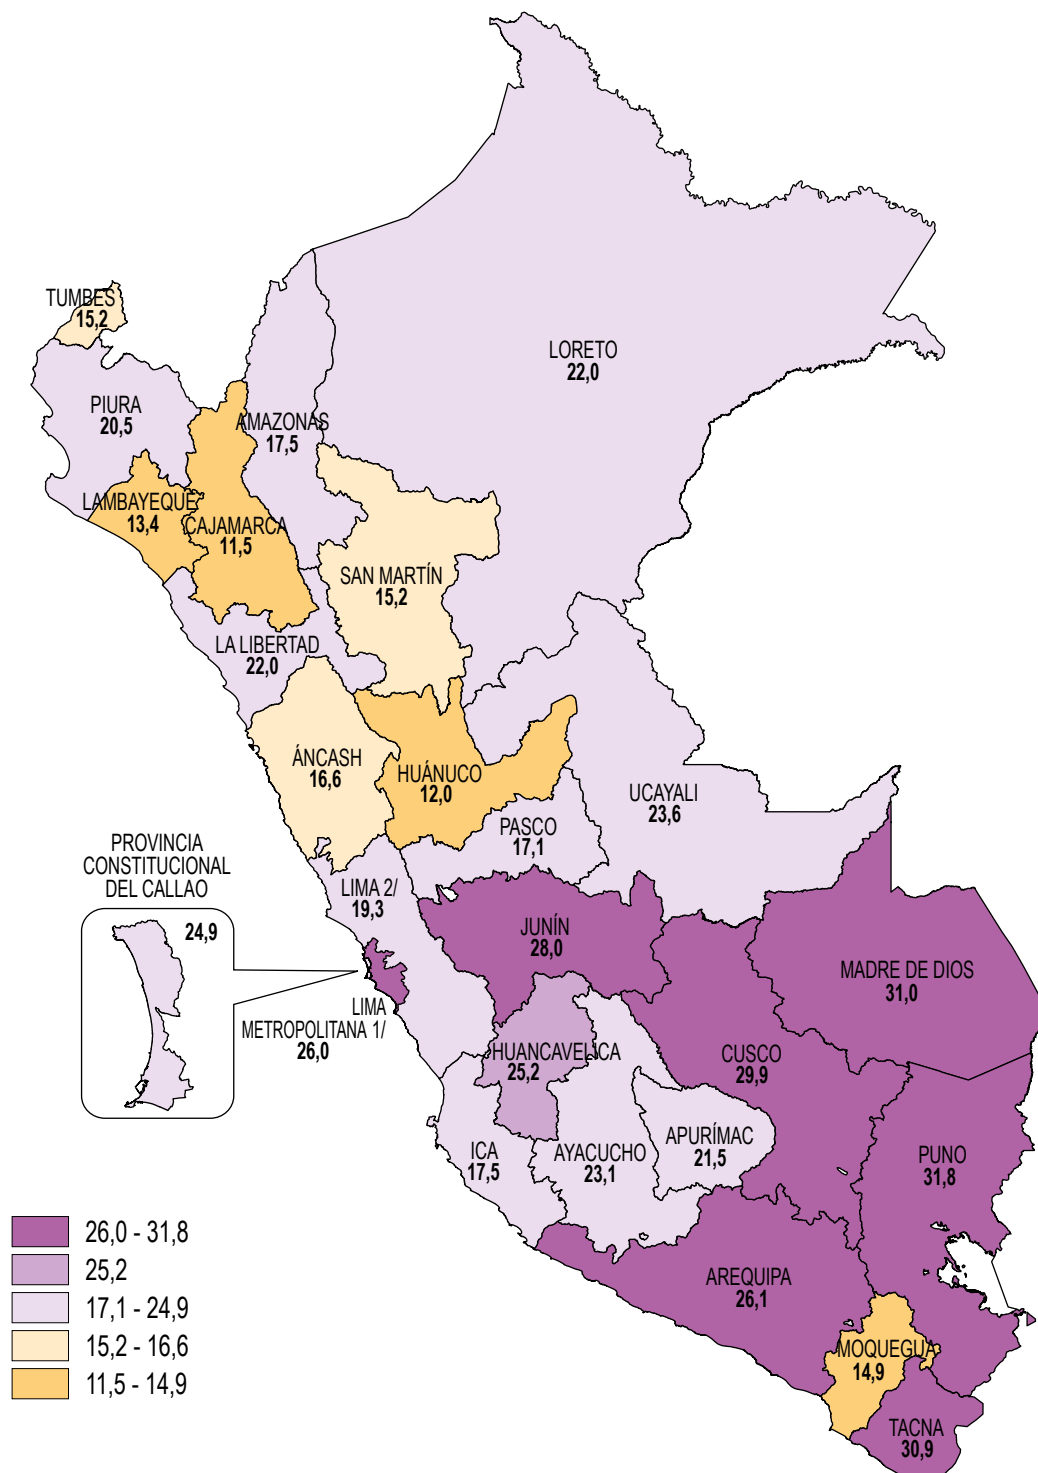 TUMBES
15,2
LORETO
22,0
PIURA
20,5
AMAZONAS
17,5
LAMBAYEQUE
13,4
CAJAMARCA
11,5
SAN MARTÍN
15,2
LA LIBERTAD
22,0
ÁNCASH
16,6
HUÁNUCO
12,0
UCAYALI
23,6
PASCO
17,1
PROVINCIA
CONSTITUCIONAL
DEL CALLAO
24,9
LIMA 2/
19,3
JUNÍN
28,0
MADRE DE DIOS
31,0
LIMA
METROPOLITANA 1/
26,0
HUANCAVELICA
25,2
CUSCO
29,9
ICA
17,5
AYACUCHO
23,1
APURÍMAC
21,5
PUNO
31,8
AREQUIPA
26,1
MOQUEGUA
14,9
TACNA
30,9
26,0 - 31,8
25,2
17,1 - 24,9
15,2 - 16,6
11,5 - 14,9